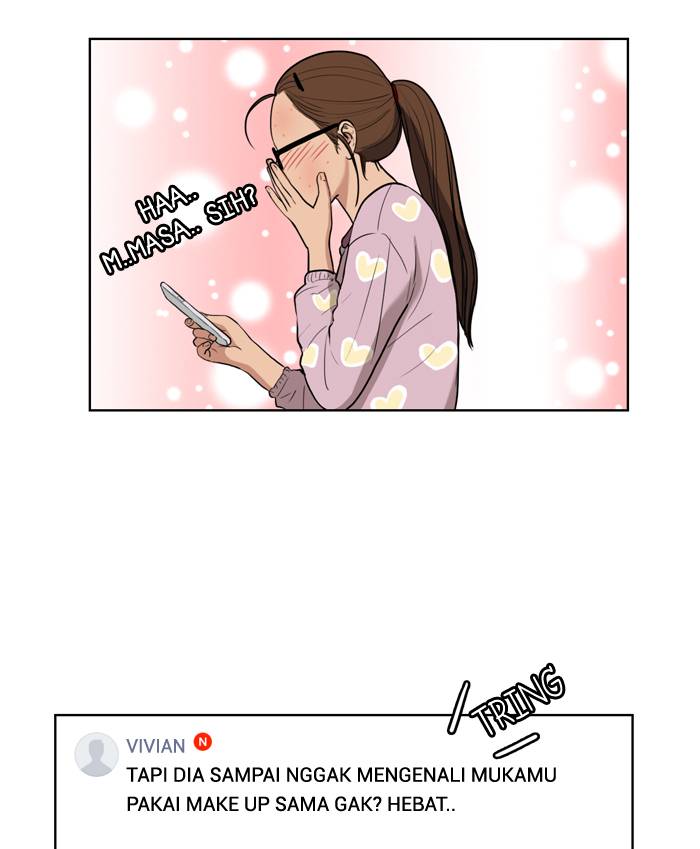 HAA..
M..MASA.. SIH?
TRING
VIVIAN N
TAPI DIA SAMPAI NGGAK MENGENALI MUKAMU
PAKAI MAKE UP SAMA GAK? HEBAT..